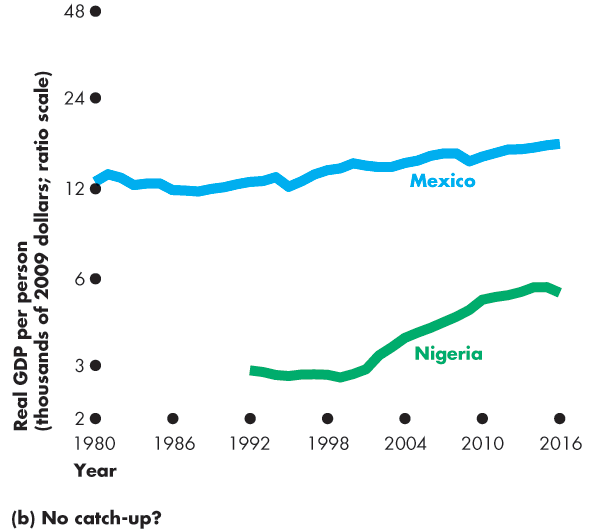 48
24
12
6
3
2
Real GDP per person
(thousands of 2009 dollars; ratio scale)
Mexico
Nigeria
1980 1986 1992 1998 2004 2010 2016
Year
(b) No catch-up?